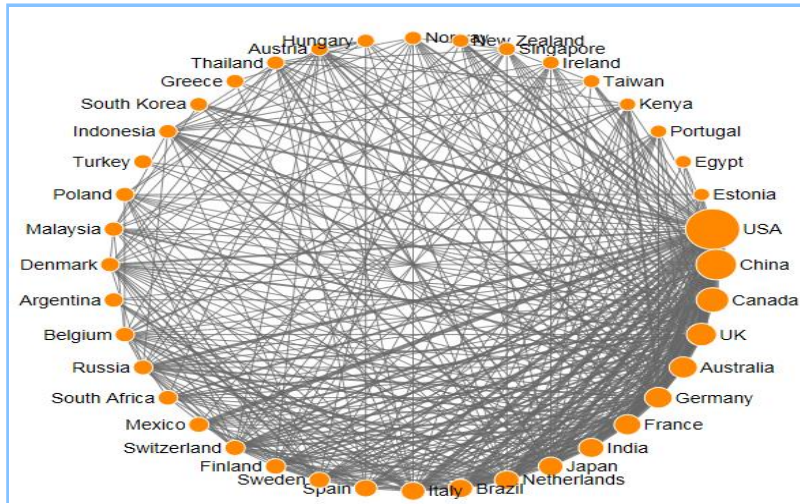 Hungary
Norway
New Zealand
Austria
Singapore
Thailand
Ireland
Greece
Taiwan
South Korea
Kenya
Indonesia
Portugal
Turkey
Egypt
Poland
Estonia
Malaysia
USA
Denmark
China
Argentina
Canada
Belgium
UK
Russia
Australia
South Africa
Germany
Mexico
France
Switzerland
India
Finland
Japan
Sweden
Netherlands
Spain
Italy
Brazil